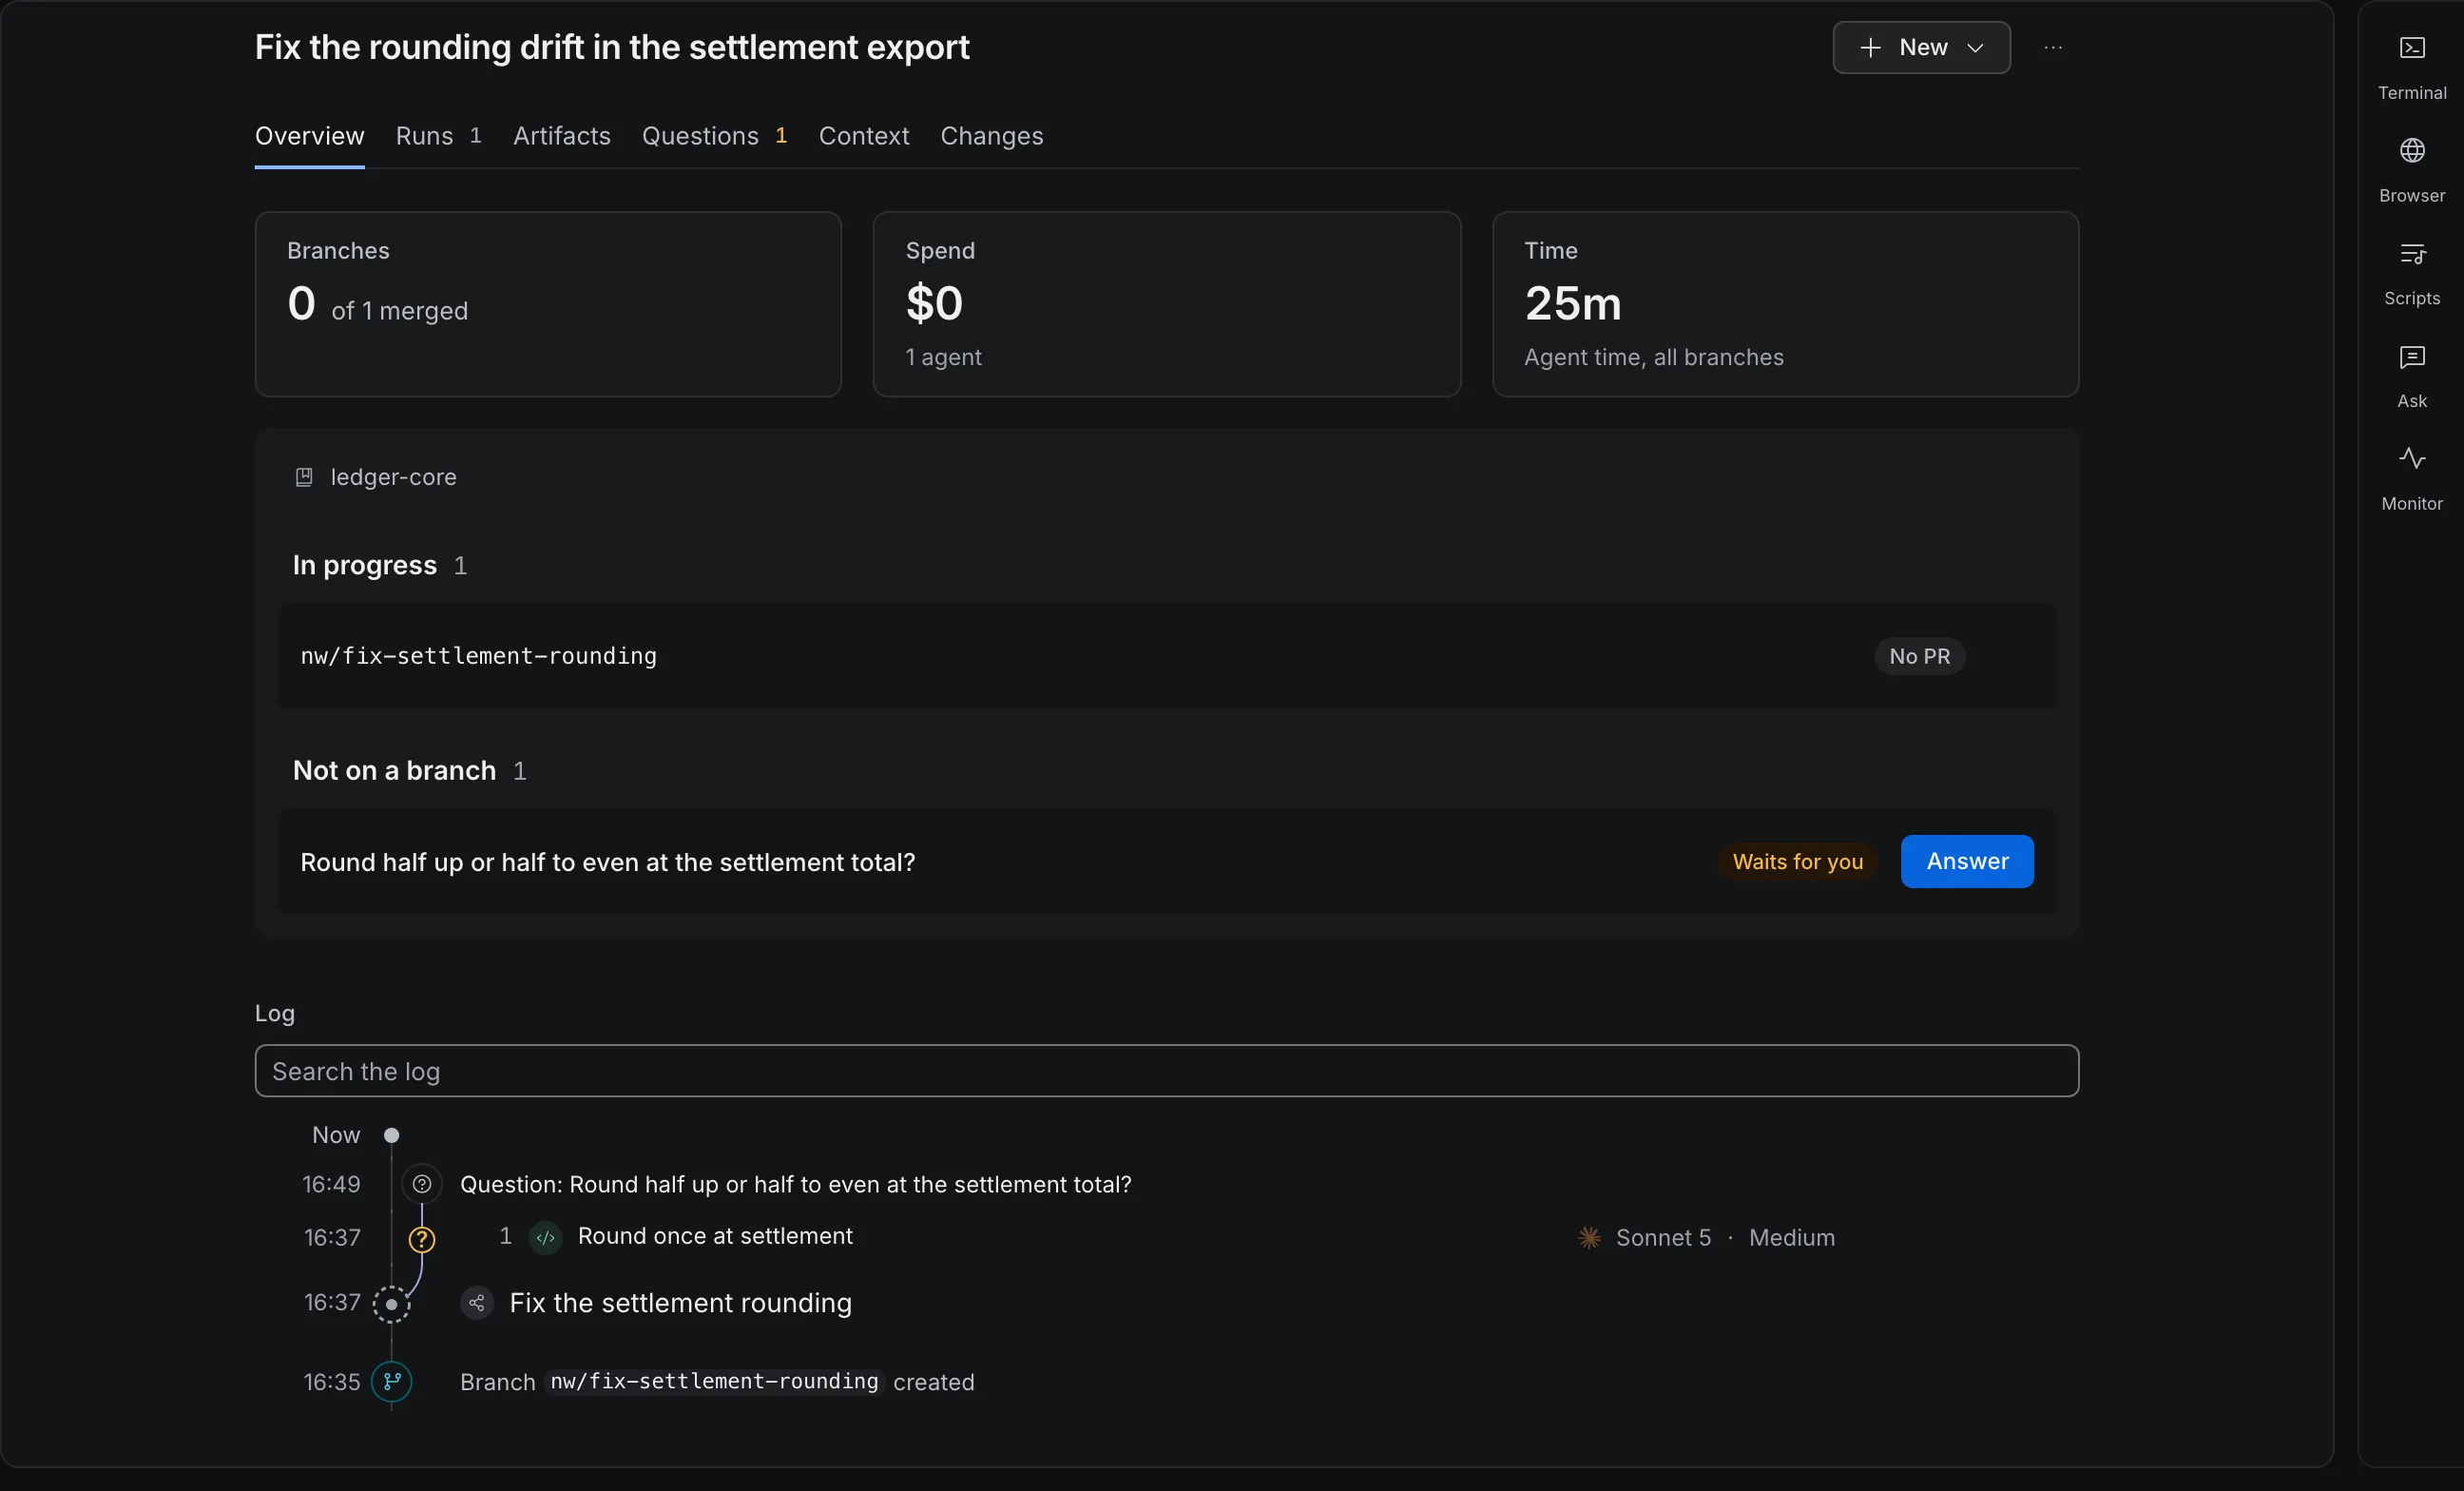 Fix the rounding drift in the settlement export
New
Terminal
Overview Runs 1 Artifacts Questions 1 Context Changes
Browser
Branches
0 of 1 merged
Spend
$0
1 agent
Time
25m
Agent time, all branches
Scripts
Ask
Monitor
ledger-core
In progress 1
nw/fix-settlement-rounding No PR
Not on a branch 1
Round half up or half to even at the settlement total? Waits for you Answer
Log
Search the log
Now
16:49 Question: Round half up or half to even at the settlement total?
16:37 1 Round once at settlement Sonnet 5 · Medium
16:37 Fix the settlement rounding
16:35 Branch nw/fix-settlement-rounding created